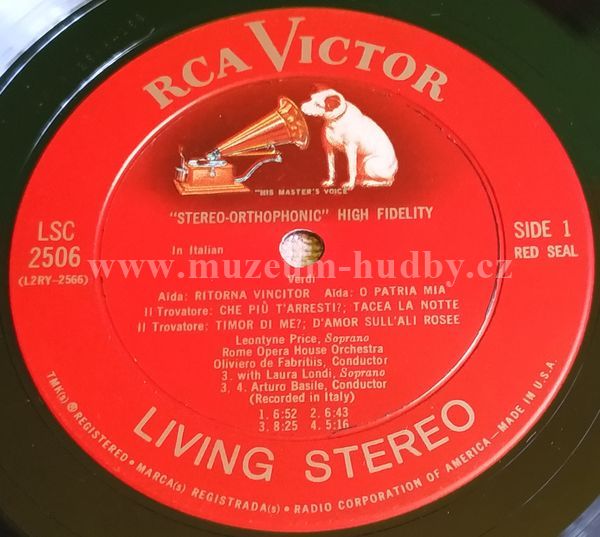 RCA VICTOR
"HIS MASTER'S VOICE"
"STEREO-ORTHOPHONIC" HIGH FIDELITY
LSC
2506
(L2RY-2566)
SIDE 1
RED SEAL
In Italian
www.muzeum-hudby.cz
Verdi
Aïda: RITORNA VINCITOR Aïda: O PATRIA MIA
Il Trovatore: CHE PIÙ T'ARRESTI?; TACEA LA NOTTE
Il Trovatore: TIMOR DI ME?; D'AMOR SULL'ALI ROSEE
Leontyne Price, Soprano
Rome Opera House Orchestra
Oliviero de Fabritiis, Conductor
3. with Laura Londi, Soprano
3, 4. Arturo Basile, Conductor
(Recorded in Italy)
1. 6:52 2. 6:43
3. 8:25 4. 5:16
LIVING STEREO
TMK(s) ® REGISTERED • MARCA(s) REGISTRADA(s) • RADIO CORPORATION OF AMERICA—MADE IN U.S.A.